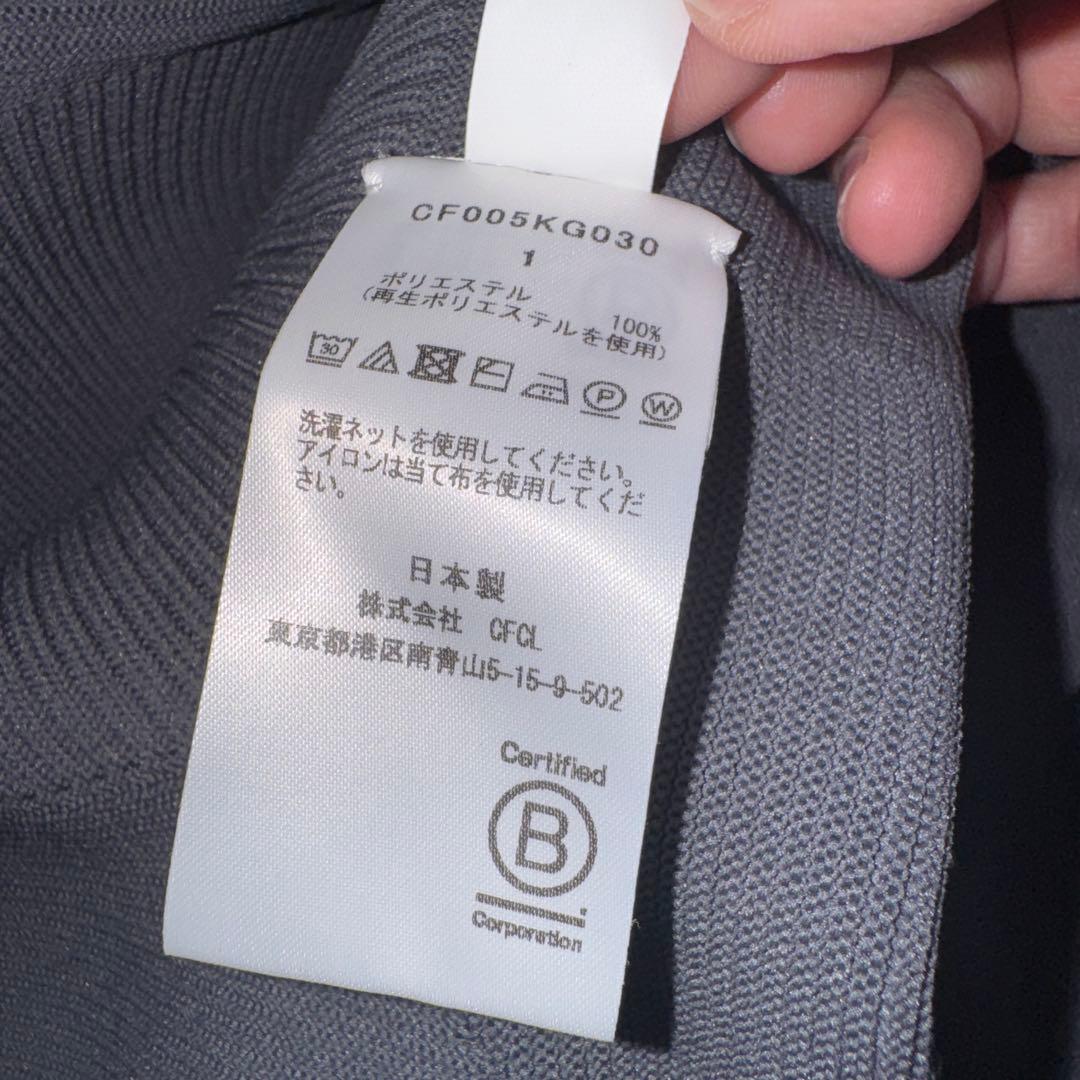 CF005KG030
1
ポリエステル 100%
(再生ポリエステルを使用)
30
P W
洗濯ネットを使用してください。
アイロンは当て布を使用してくだ
さい。
日本製
株式会社 CFCL
東京都港区南青山5-15-9-502
Certified
B
Corporation